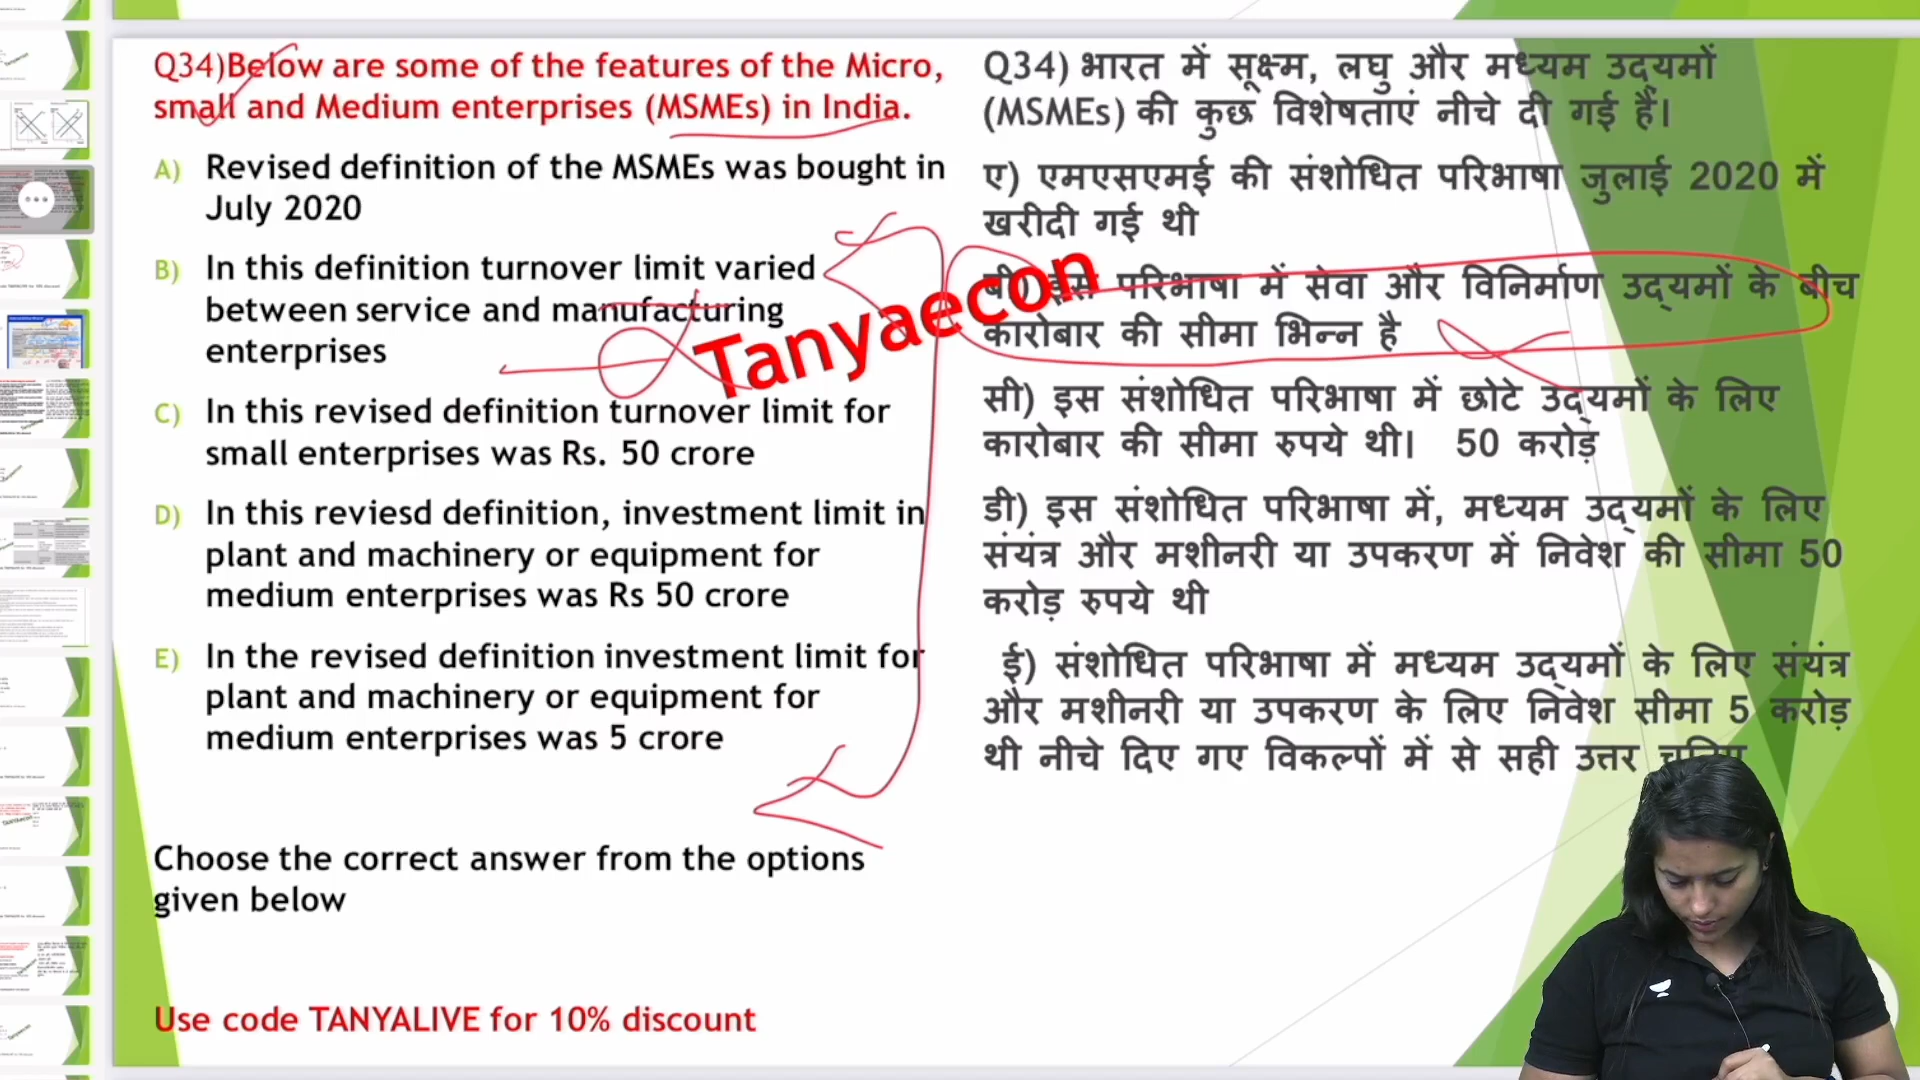 Q34)Below are some of the features of the Micro,
small and Medium enterprises (MSMEs) in India.
A) Revised definition of the MSMEs was bought in
July 2020
B) In this definition turnover limit varied
between service and manufacturing
enterprises
C) In this revised definition turnover limit for
small enterprises was Rs. 50 crore
D) In this reviesd definition, investment limit in
plant and machinery or equipment for
medium enterprises was Rs 50 crore
E) In the revised definition investment limit for
plant and machinery or equipment for
medium enterprises was 5 crore
Choose the correct answer from the options
given below
Use code TANYALIVE for 10% discount
Tanyaecon
Q34) भारत में सूक्ष्म, लघु और मध्यम उद्यमों
(MSMEs) की कुछ विशेषताएं नीचे दी गई हैं।
ए) एमएसएमई की संशोधित परिभाषा जुलाई 2020 में
खरीदी गई थी
बी) इस परिभाषा में सेवा और विनिर्माण उद्यमों के बीच
कारोबार की सीमा भिन्न है
सी) इस संशोधित परिभाषा में छोटे उद्यमों के लिए
कारोबार की सीमा रुपये थी। 50 करोड़
डी) इस संशोधित परिभाषा में, मध्यम उद्यमों के लिए
संयंत्र और मशीनरी या उपकरण में निवेश की सीमा 50
करोड़ रुपये थी
ई) संशोधित परिभाषा में मध्यम उद्यमों के लिए संयंत्र
और मशीनरी या उपकरण के लिए निवेश सीमा 5 करोड़
थी नीचे दिए गए विकल्पों में से सही उत्तर